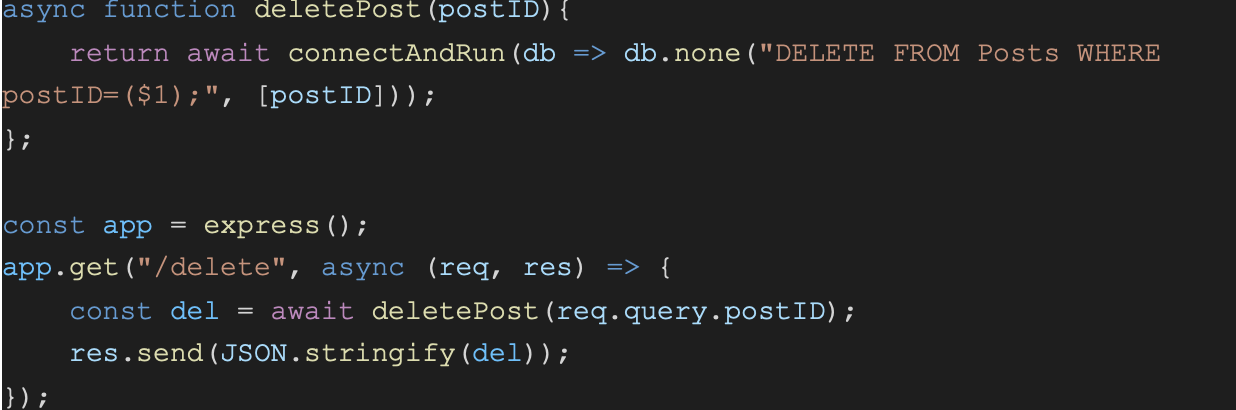 async function deletePost(postID){
    return await connectAndRun(db => db.none("DELETE FROM Posts WHERE
postID=($1);", [postID]));
};

const app = express();
app.get("/delete", async (req, res) => {
    const del = await deletePost(req.query.postID);
    res.send(JSON.stringify(del));
});